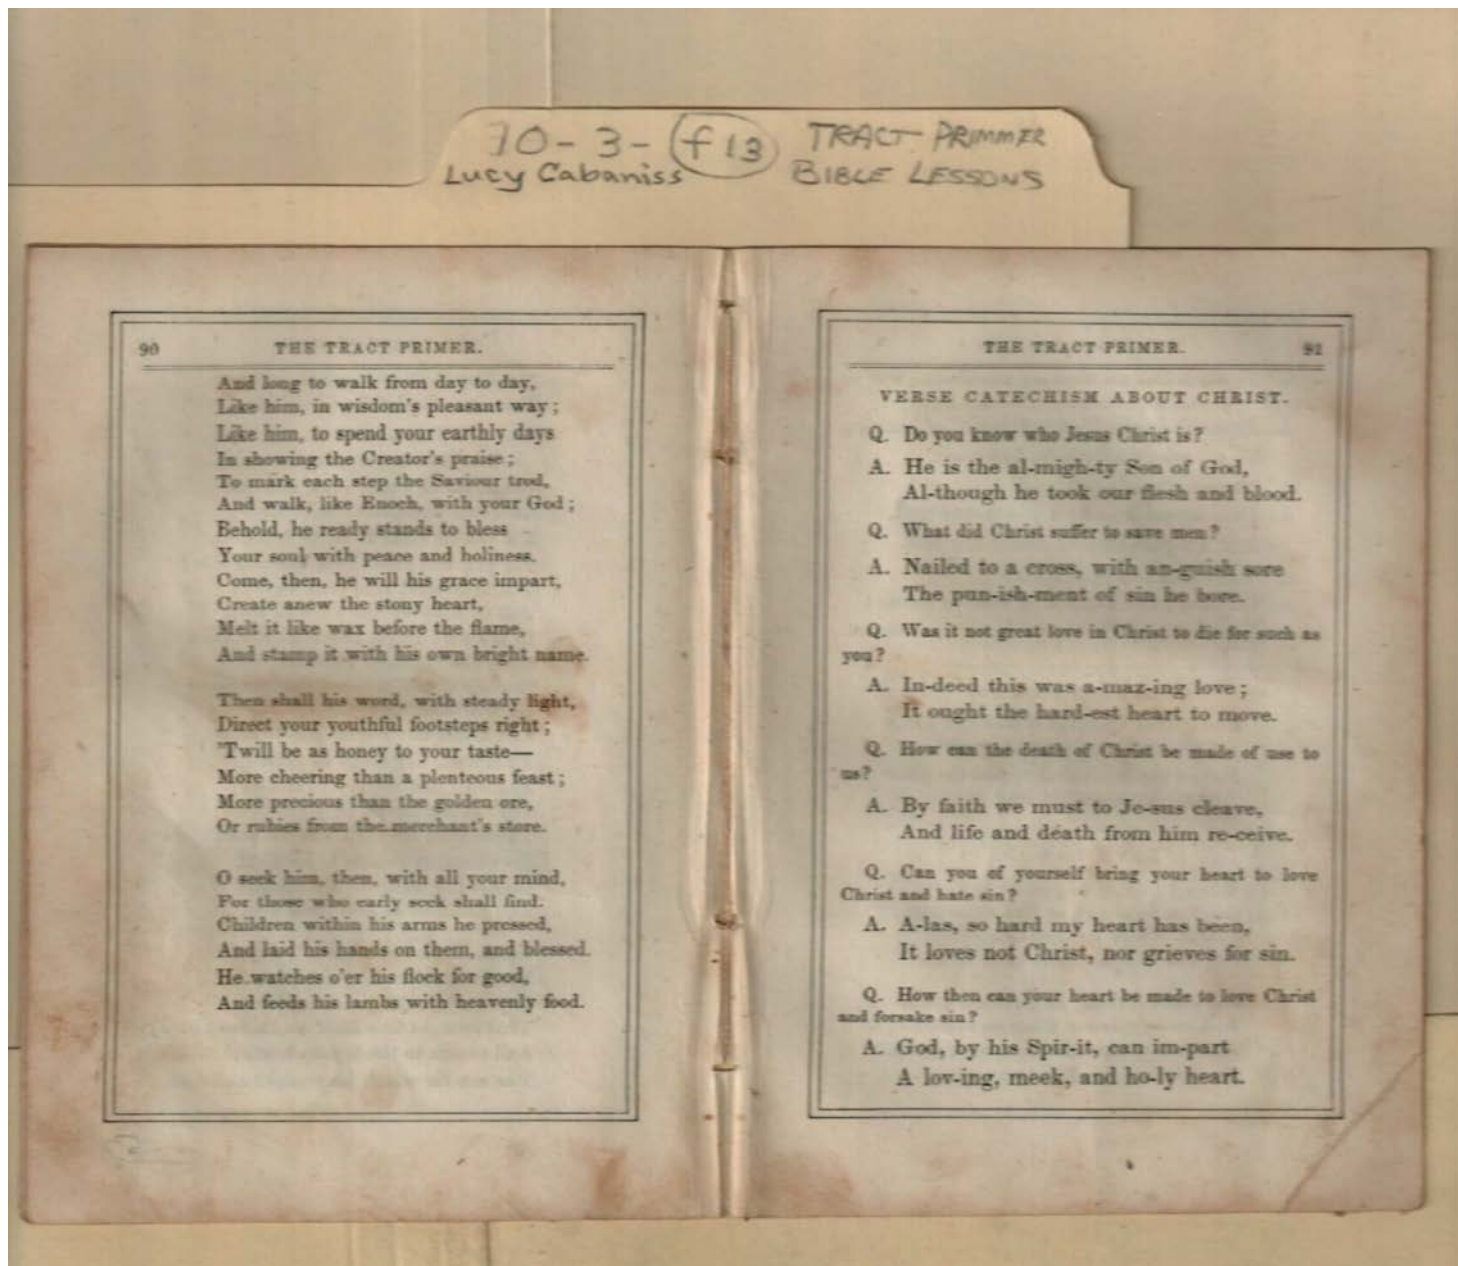 70-3-f13 TRACT PRIMMER
Lucy Cabaniss BIBLE LESSONS
90 THE TRACT PRIMER.
And long to walk from day to day,
Like him, in wisdom's pleasant way;
Like him, to spend your earthly days
In showing the Creator's praise;
To mark each step the Saviour trod,
And walk, like Enoch, with your God;
Behold, he ready stands to bless
Your soul with peace and holiness.
Come, then, he will his grace impart,
Create anew the stony heart,
Melt it like wax before the flame,
And stamp it with his own bright name.
Then shall his word, with steady light,
Direct your youthful footsteps right;
'Twill be as honey to your taste—
More cheering than a plenteous feast;
More precious than the golden ore,
Or rubies from the merchant's store.
O seek him, then, with all your mind,
For those who early seek shall find.
Children within his arms he pressed,
And laid his hands on them, and blessed.
He watches o'er his flock for good,
And feeds his lambs with heavenly food.
THE TRACT PRIMER. 91
VERSE CATECHISM ABOUT CHRIST.
Q. Do you know who Jesus Christ is?
A. He is the al-migh-ty Son of God,
Al-though he took our flesh and blood.
Q. What did Christ suffer to save men?
A. Nailed to a cross, with an-guish sore
The pun-ish-ment of sin he bore.
Q. Was it not great love in Christ to die for such as
you?
A. In-deed this was a-maz-ing love;
It ought the hard-est heart to move.
Q. How can the death of Christ be made of use to
us?
A. By faith we must to Je-sus cleave,
And life and death from him re-ceive.
Q. Can you of yourself bring your heart to love
Christ and hate sin?
A. A-las, so hard my heart has been,
It loves not Christ, nor grieves for sin.
Q. How then can your heart be made to love Christ
and forsake sin?
A. God, by his Spir-it, can im-part
A lov-ing, meek, and ho-ly heart.